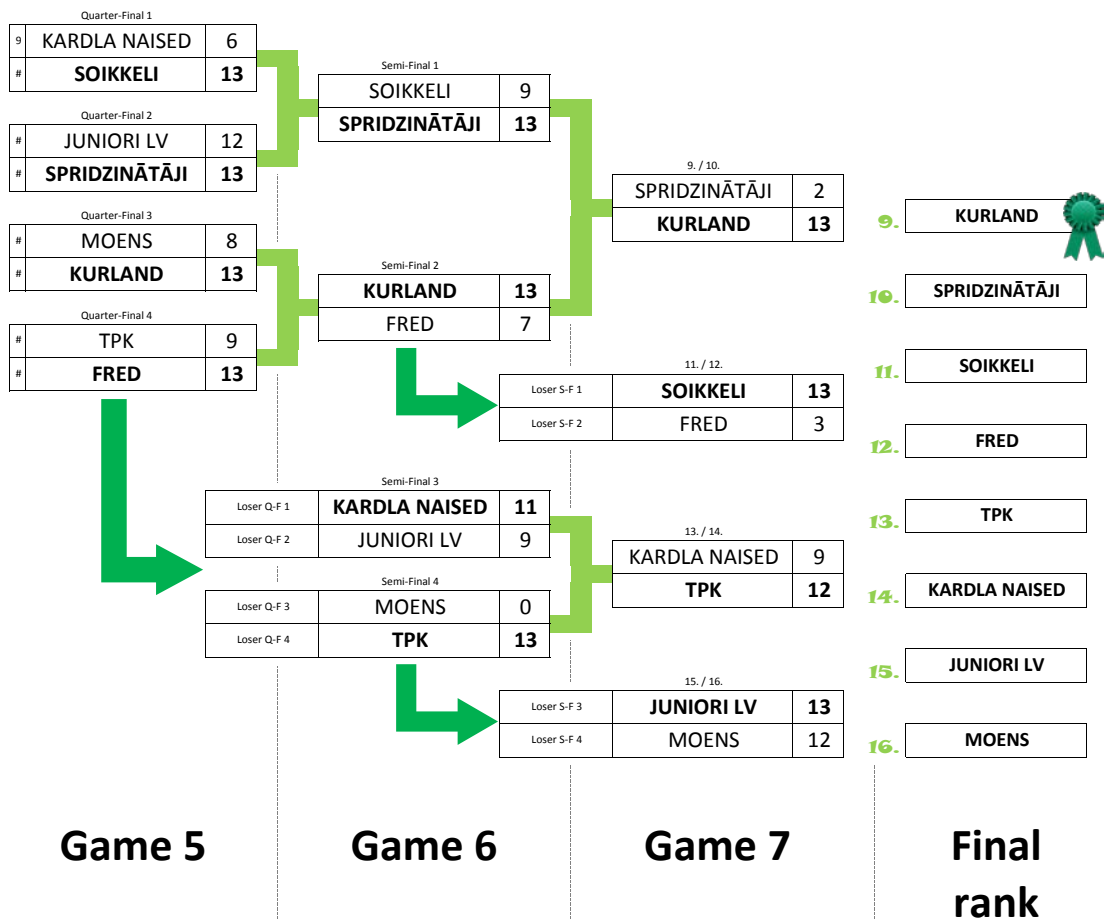 Quarter-Final 1
9 KARDLA NAISED 6
# SOIKKELI 13
Quarter-Final 2
# JUNIORI LV 12
# SPRIDZINĀTĀJI 13
Quarter-Final 3
# MOENS 8
# KURLAND 13
Quarter-Final 4
# TPK 9
# FRED 13
Semi-Final 1
SOIKKELI 9
SPRIDZINĀTĀJI 13
Semi-Final 2
KURLAND 13
FRED 7
Semi-Final 3
Loser Q-F 1 KARDLA NAISED 11
Loser Q-F 2 JUNIORI LV 9
Semi-Final 4
Loser Q-F 3 MOENS 0
Loser Q-F 4 TPK 13
9. / 10.
SPRIDZINĀTĀJI 2
KURLAND 13
11. / 12.
Loser S-F 1 SOIKKELI 13
Loser S-F 2 FRED 3
13. / 14.
KARDLA NAISED 9
TPK 12
15. / 16.
Loser S-F 3 JUNIORI LV 13
Loser S-F 4 MOENS 12
9. KURLAND
10. SPRIDZINĀTĀJI
11. SOIKKELI
12. FRED
13. TPK
14. KARDLA NAISED
15. JUNIORI LV
16. MOENS
Game 5
Game 6
Game 7
Final
rank